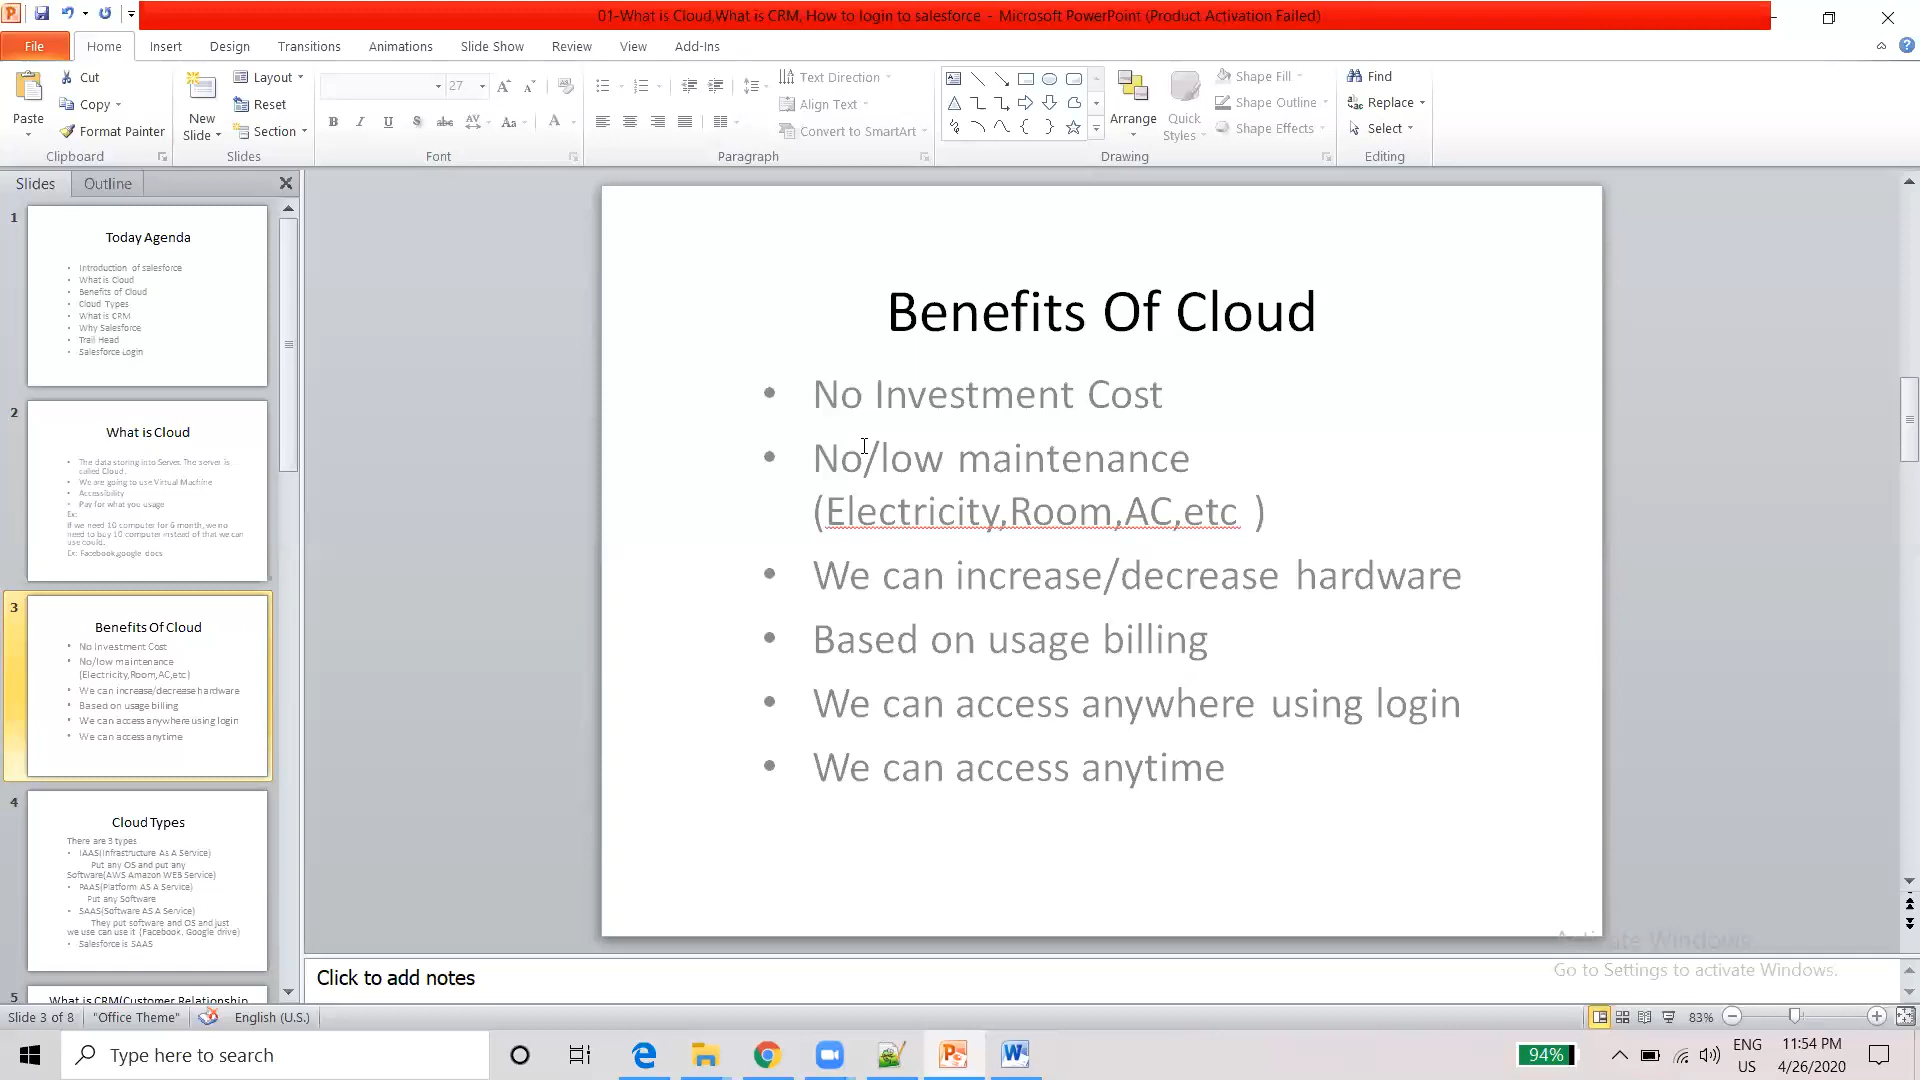 01-What is Cloud,What is CRM, How to login to salesforce - Microsoft PowerPoint (Product Activation Failed)
File Home Insert Design Transitions Animations Slide Show Review View Add-Ins
Paste
Cut
Copy
Format Painter
Clipboard
New Slide
Layout
Reset
Section
Slides
27
B I U S abc AV Aa A
Font
Text Direction
Align Text
Convert to SmartArt
Paragraph
Arrange
Quick Styles
Shape Fill
Shape Outline
Shape Effects
Drawing
Find
Replace
Select
Editing
Slides Outline
1
Today Agenda
• Introduction of salesforce
• What is Cloud
• Benefits of Cloud
• Cloud Types
• What is CRM
• Why Salesforce
• Trail Head
• Salesforce Login
2
What is Cloud
• The data storing into Server. The server is
called Cloud.
• We are going to use Virtual Machine
• Accessibility
• Pay for what you usage
Ex:
If we need 10 computer for 6 month, we no
need to buy 10 computer instead of that we can
use could.
Ex: Facebook,google docs
3
Benefits Of Cloud
• No Investment Cost
• No/low maintenance
(Electricity,Room,AC,etc )
• We can increase/decrease hardware
• Based on usage billing
• We can access anywhere using login
• We can access anytime
4
Cloud Types
There are 3 types
• IAAS(Infrastructure As A Service)
Put any OS and put any
Software(AWS Amazon WEB Service)
• PAAS(Platform AS A Service)
Put any Software
• SAAS(Software AS A Service)
They put software and OS and just
we use can use it (Facebook, Google drive)
• Salesforce is SAAS
5
What is CRM(Customer Relationship
Benefits Of Cloud
• No Investment Cost
• No/low maintenance
(Electricity,Room,AC,etc )
• We can increase/decrease hardware
• Based on usage billing
• We can access anywhere using login
• We can access anytime
Activate Windows
Go to Settings to activate Windows.
Click to add notes
Slide 3 of 8 "Office Theme" English (U.S.) 83%
Type here to search
94%
ENG
US
11:54 PM
4/26/2020